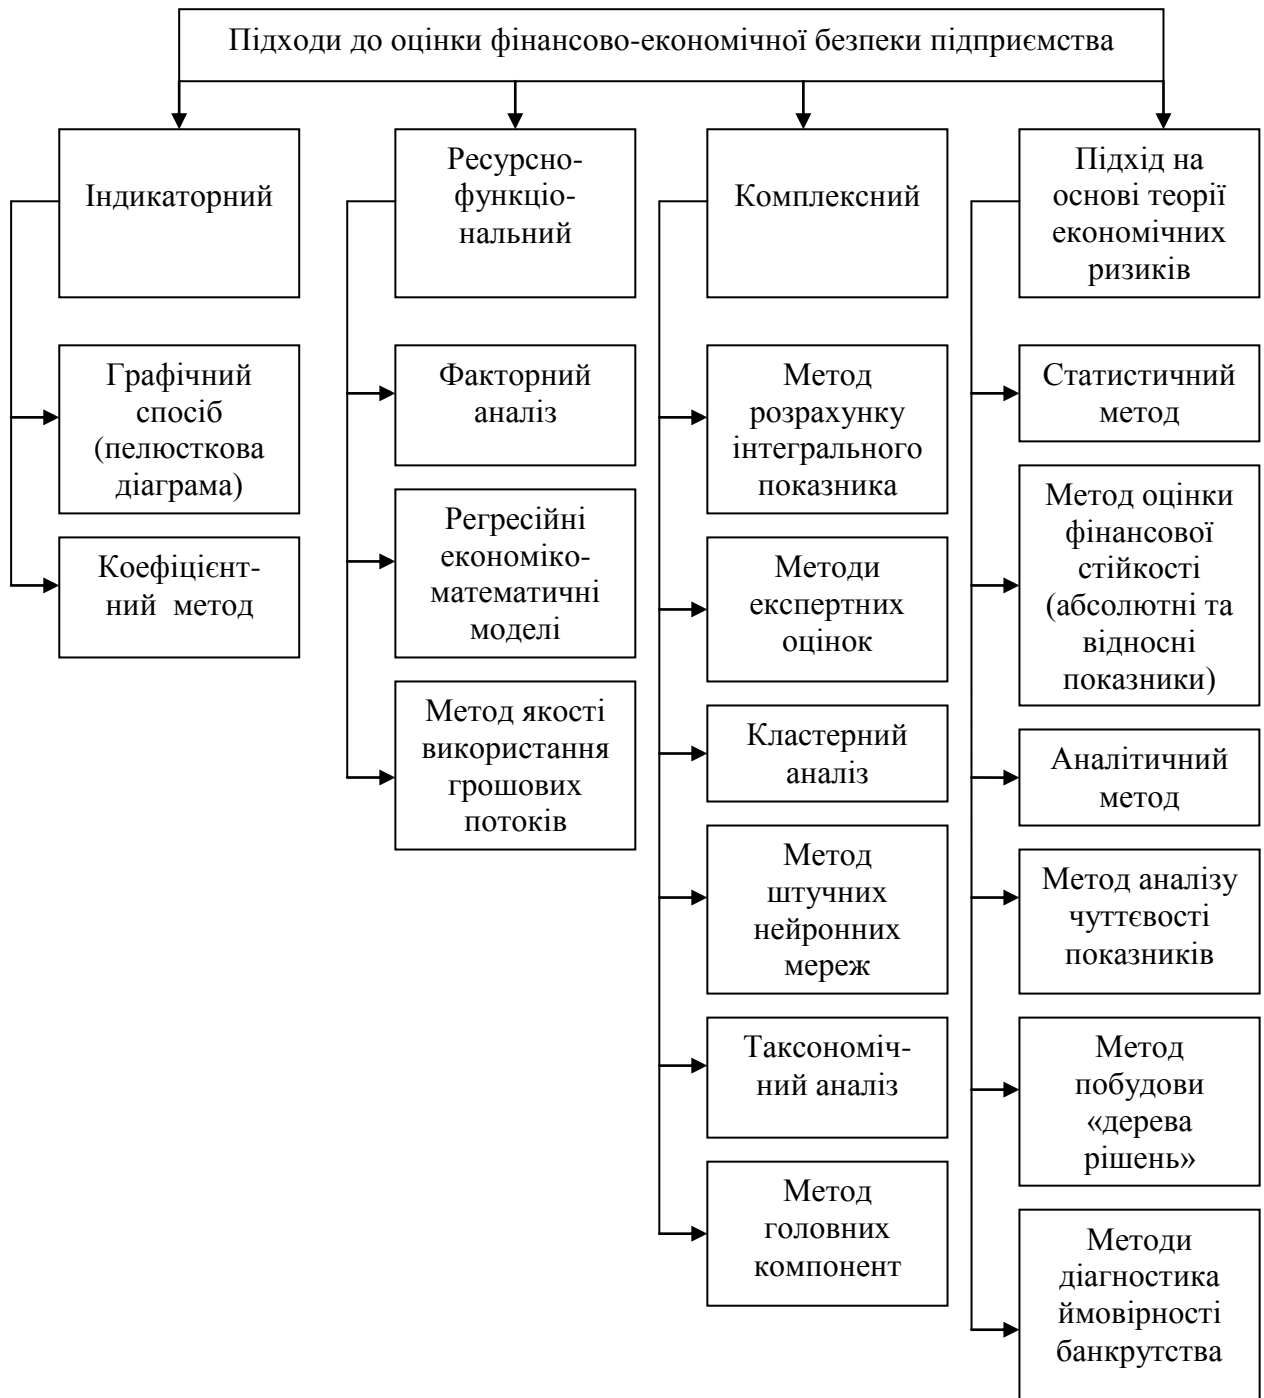 Підходи до оцінки фінансово-економічної безпеки підприємства
Індикаторний
Графічний
спосіб
(пелюсткова
діаграма)
Коефіцієнт-
ний метод
Ресурсно-
функціо-
нальний
Факторний
аналіз
Регресійні
економіко-
математичні
моделі
Метод якості
використання
грошових
потоків
Комплексний
Метод
розрахунку
інтегрального
показника
Методи
експертних
оцінок
Кластерний
аналіз
Метод
штучних
нейронних
мереж
Таксономіч-
ний аналіз
Метод
головних
компонент
Підхід на
основі теорії
економічних
ризиків
Статистичний
метод
Метод оцінки
фінансової
стійкості
(абсолютні та
відносні
показники)
Аналітичний
метод
Метод аналізу
чуттєвості
показників
Метод
побудови
«дерева
рішень»
Методи
діагностика
ймовірності
банкрутства